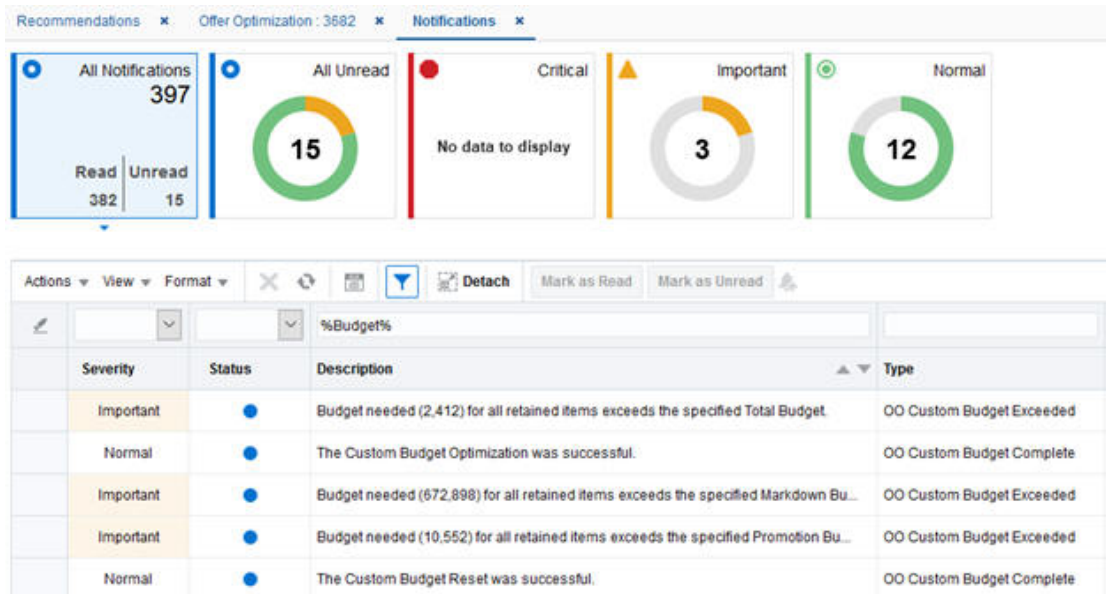 Recommendations × Offer Optimization : 3682 × Notifications ×
All Notifications
397
Read Unread
382 15
All Unread
15
Critical
No data to display
Important
3
Normal
12
Actions View Format Detach Mark as Read Mark as Unread
%Budget%
Severity Status Description Type
Important Budget needed (2,412) for all retained items exceeds the specified Total Budget. OO Custom Budget Exceeded
Normal The Custom Budget Optimization was successful. OO Custom Budget Complete
Important Budget needed (672,898) for all retained items exceeds the specified Markdown Bu... OO Custom Budget Exceeded
Important Budget needed (10,552) for all retained items exceeds the specified Promotion Bu... OO Custom Budget Exceeded
Normal The Custom Budget Reset was successful. OO Custom Budget Complete